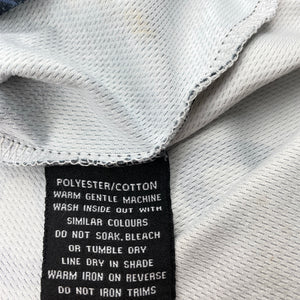 POLYESTER/COTTON
WARM GENTLE MACHINE
WASH INSIDE OUT WITH
SIMILAR COLOURS
DO NOT SOAK, BLEACH
OR TUMBLE DRY
LINE DRY IN SHADE
WARM IRON ON REVERSE
DO NOT IRON TRIMS